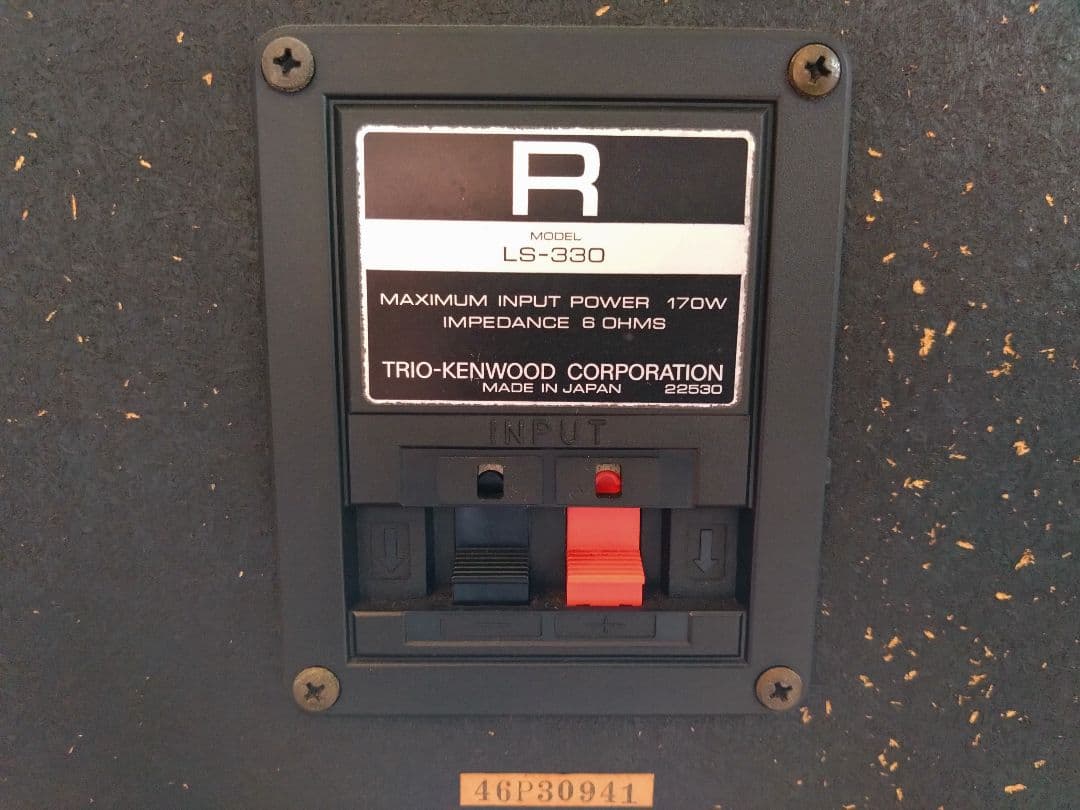 R
MODEL
LS-330
MAXIMUM INPUT POWER 170W
IMPEDANCE 6 OHMS
TRIO-KENWOOD CORPORATION
MADE IN JAPAN 22530
INPUT
− +
46P30941